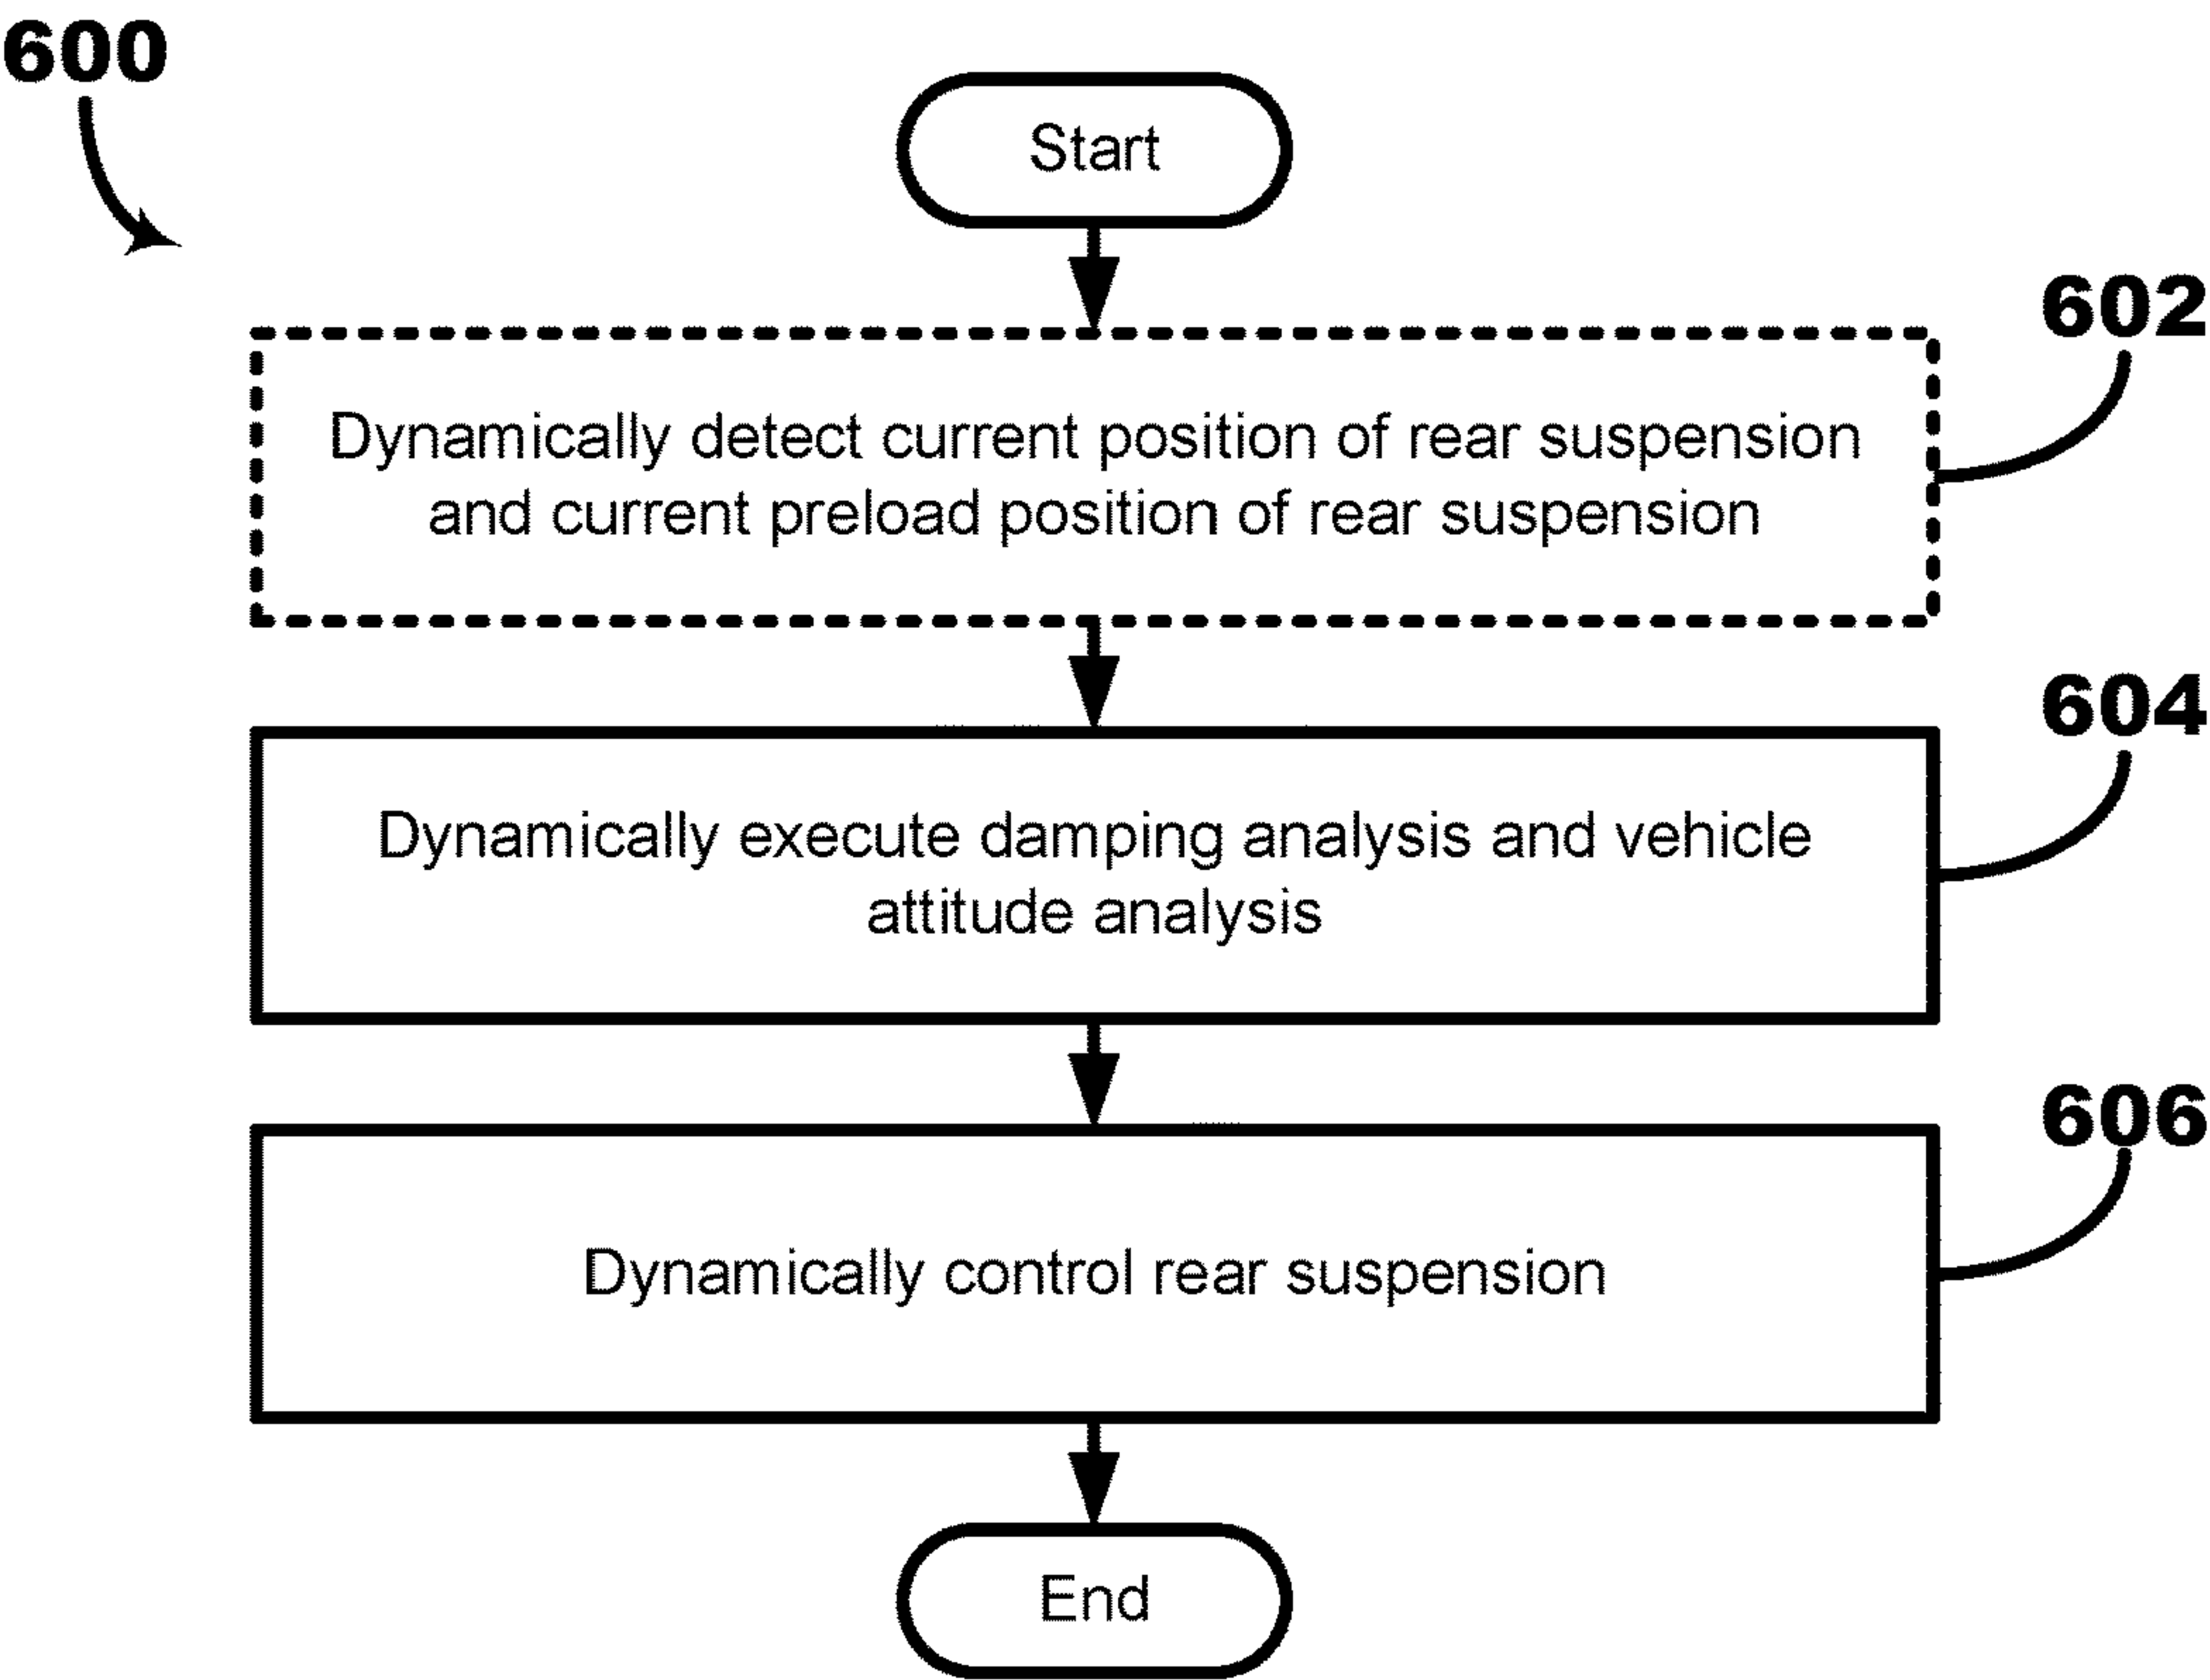 600
Start
602
Dynamically detect current position of rear suspension
and current preload position of rear suspension
604
Dynamically execute damping analysis and vehicle
attitude analysis
606
Dynamically control rear suspension
End